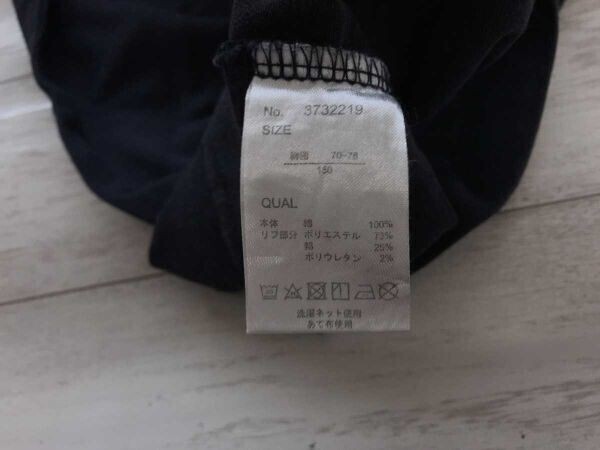 No. 3732219
SIZE
胸囲 70-78
150
QUAL
本体 綿 100%
リブ部分 ポリエステル 73%
綿 25%
ポリウレタン 2%
洗濯ネット使用
あて布使用